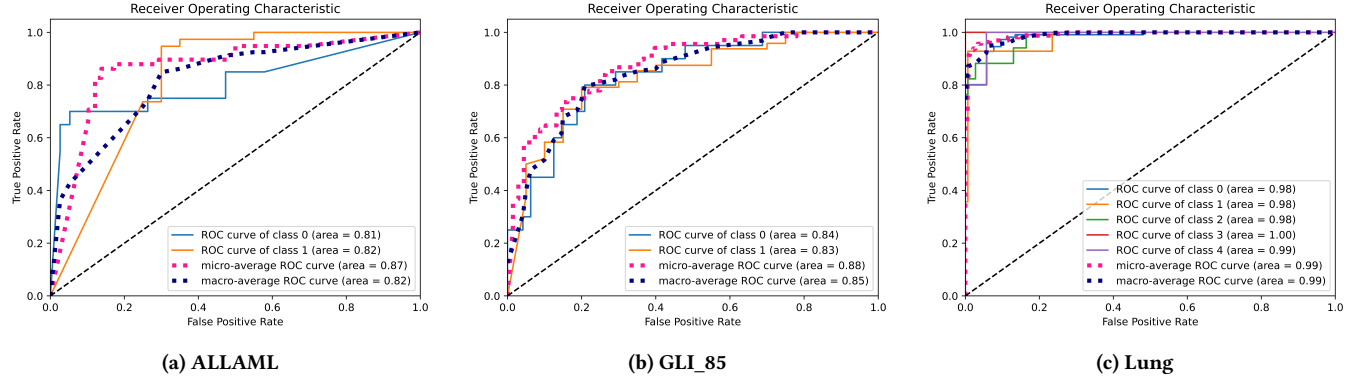 Receiver Operating Characteristic
True Positive Rate
1.0
0.8
0.6
0.4
0.2
0.0
ROC curve of class 0 (area = 0.81)
ROC curve of class 1 (area = 0.82)
micro-average ROC curve (area = 0.87)
macro-average ROC curve (area = 0.82)
0.0 0.2 0.4 0.6 0.8 1.0
False Positive Rate
(a) ALLAML
Receiver Operating Characteristic
True Positive Rate
1.0
0.8
0.6
0.4
0.2
0.0
ROC curve of class 0 (area = 0.84)
ROC curve of class 1 (area = 0.83)
micro-average ROC curve (area = 0.88)
macro-average ROC curve (area = 0.85)
0.0 0.2 0.4 0.6 0.8 1.0
False Positive Rate
(b) GLI_85
Receiver Operating Characteristic
True Positive Rate
1.0
0.8
0.6
0.4
0.2
0.0
ROC curve of class 0 (area = 0.98)
ROC curve of class 1 (area = 0.98)
ROC curve of class 2 (area = 0.98)
ROC curve of class 3 (area = 1.00)
ROC curve of class 4 (area = 0.99)
micro-average ROC curve (area = 0.99)
macro-average ROC curve (area = 0.99)
0.0 0.2 0.4 0.6 0.8 1.0
False Positive Rate
(c) Lung